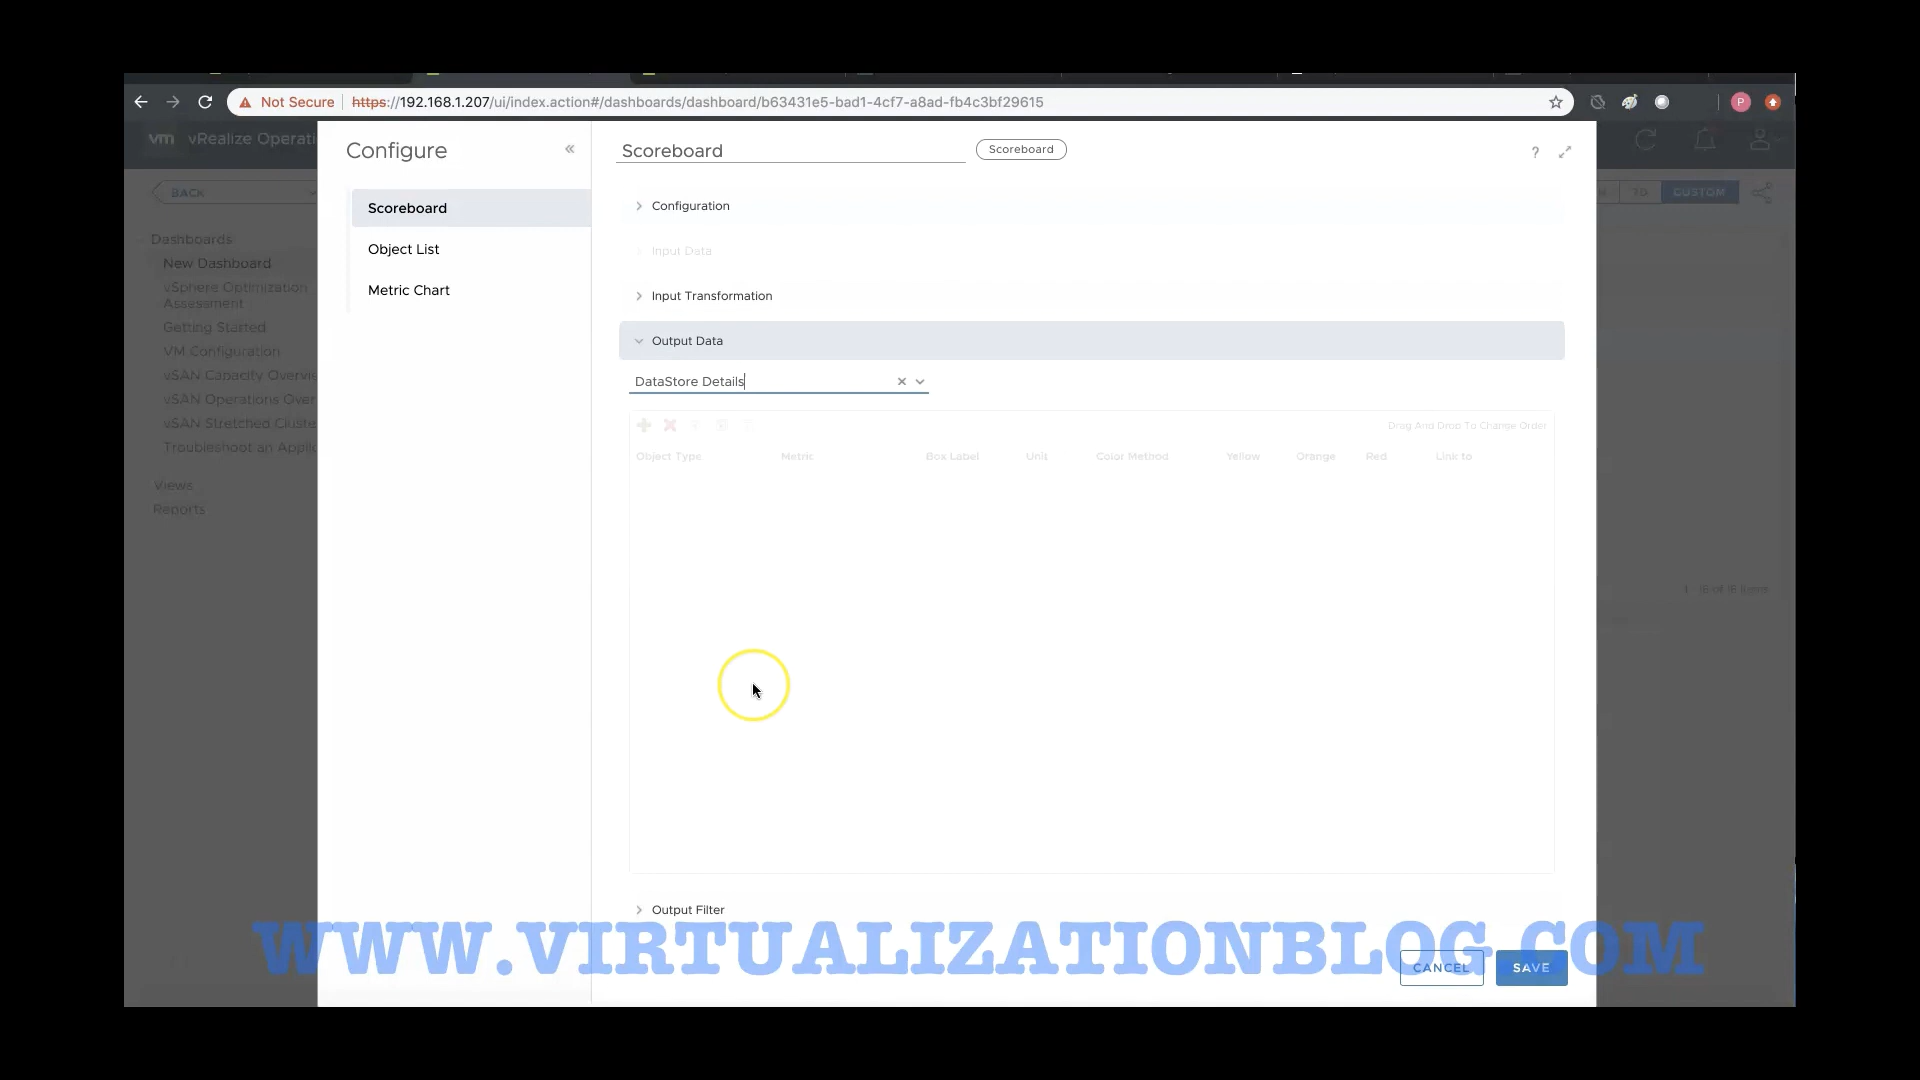 Not Secure
https://192.168.1.207/ui/index.action#/dashboards/dashboard/b63431e5-bad1-4cf7-a8ad-fb4c3bf29615
P
vm vRealize Operati
Configure
«
Scoreboard
Scoreboard
?
BACK
TO
CUSTOM
Scoreboard
Object List
Metric Chart
Dashboards
New Dashboard
vSphere Optimization
Assessment
Getting Started
VM Configuration
vSAN Capacity Overvie
vSAN Operations Over
vSAN Stretched Cluste
Troubleshoot an Applic
Views
Reports
Configuration
Input Data
Input Transformation
Output Data
DataStore Details
Drag And Drop To Change Order
Object Type Metric Box Label Unit Color Method Yellow Orange Red Link to
1 - 16 of 16 items
Output Filter
WWW.VIRTUALIZATIONBLOG.COM
CANCEL
SAVE